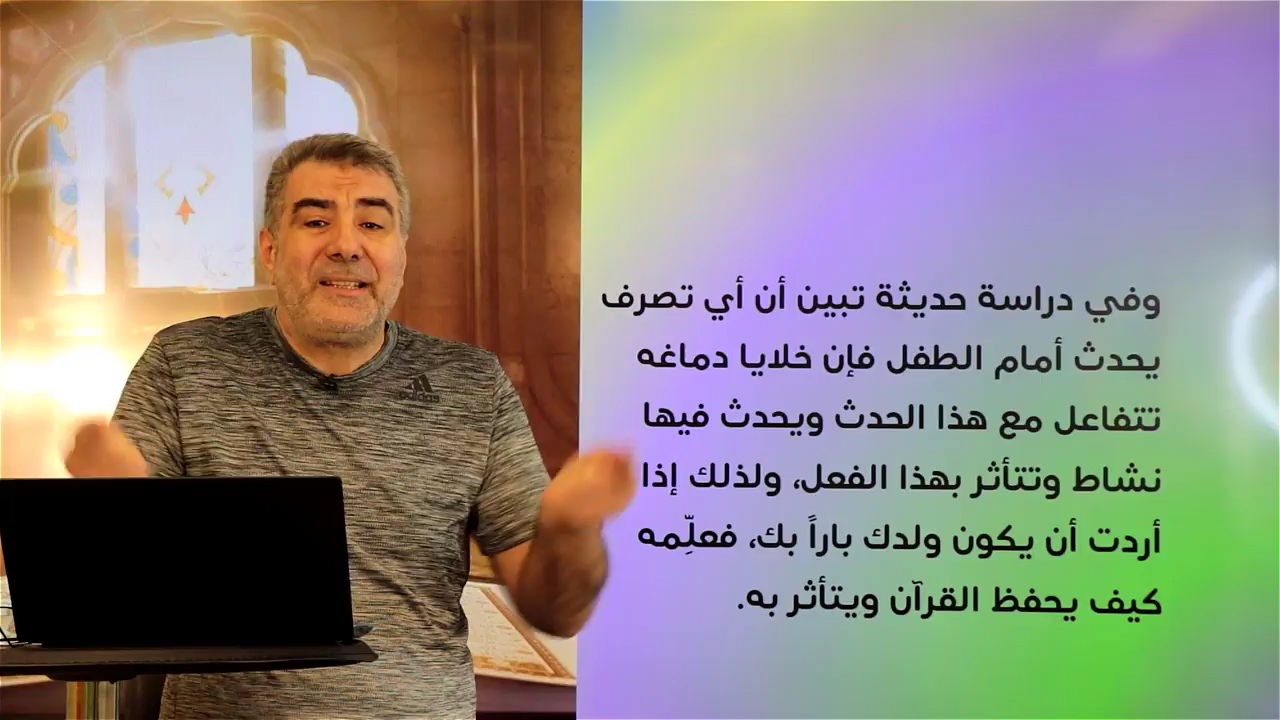 وفي دراسة حديثة تبين أن أي تصرف
يحدث أمام الطفل فإن خلايا دماغه
تتفاعل مع هذا الحدث ويحدث فيها
نشاط وتتأثر بهذا الفعل، ولذلك إذا
أردت أن يكون ولدك باراً بك، فعلِّمه
كيف يحفظ القرآن ويتأثر به.
adidas